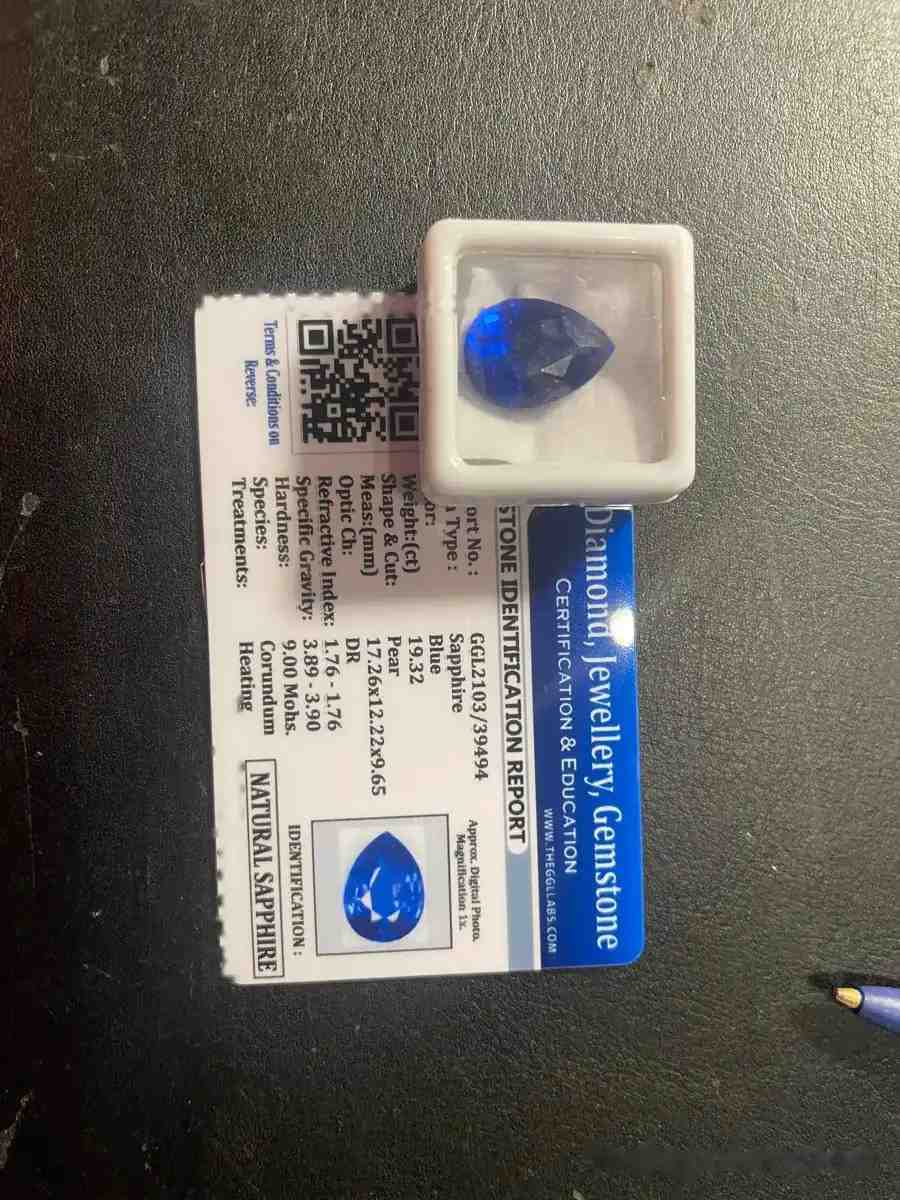 Diamond, Jewellery, Gemstone
CERTIFICATION & EDUCATION
WWW.THEGGLLABS.COM
STONE IDENTIFICATION REPORT
ort No. : GGL2103/39494
Type : Sapphire
or: Blue
Weight:(ct) 19.32
Shape & Cut: Pear
Meas:(mm) 17.26x12.22x9.65
Optic Ch: DR
Refractive Index: 1.76 - 1.76
Specific Gravity: 3.89 - 3.90
Hardness: 9.00 Mohs.
Species: Corundum
Treatments: Heating
Approx. Digital Photo.
Magnification 1x.
IDENTIFICATION :
NATURAL SAPPHIRE
Terms & Conditions on
Reverse: